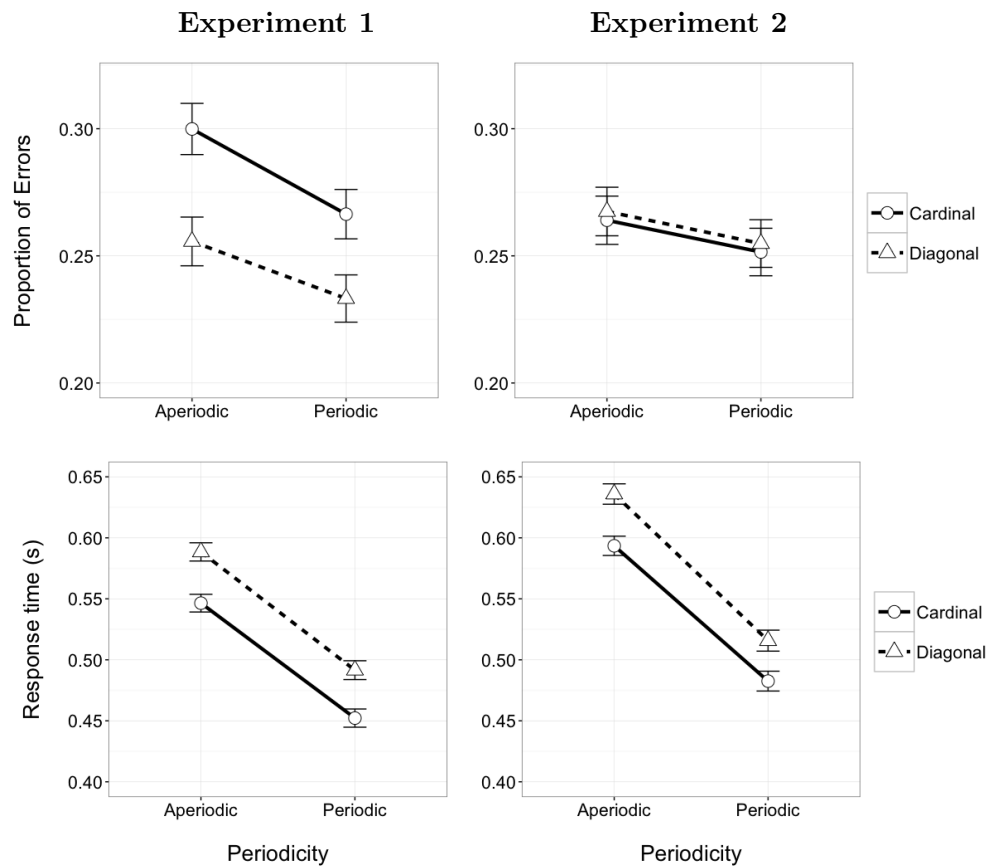 Experiment 1
Experiment 2
Proportion of Errors
0.30
0.25
0.20
Aperiodic
Periodic
0.30
0.25
0.20
Aperiodic
Periodic
Cardinal
Diagonal
Response time (s)
0.65
0.60
0.55
0.50
0.45
0.40
Aperiodic
Periodic
Periodicity
0.65
0.60
0.55
0.50
0.45
0.40
Aperiodic
Periodic
Periodicity
Cardinal
Diagonal